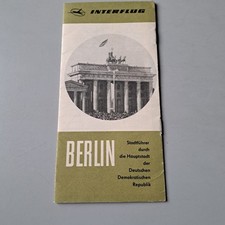 INTERFLUG
BERLIN
Stadtführer
durch
die Hauptstadt
der
Deutschen
Demokratischen
Republik